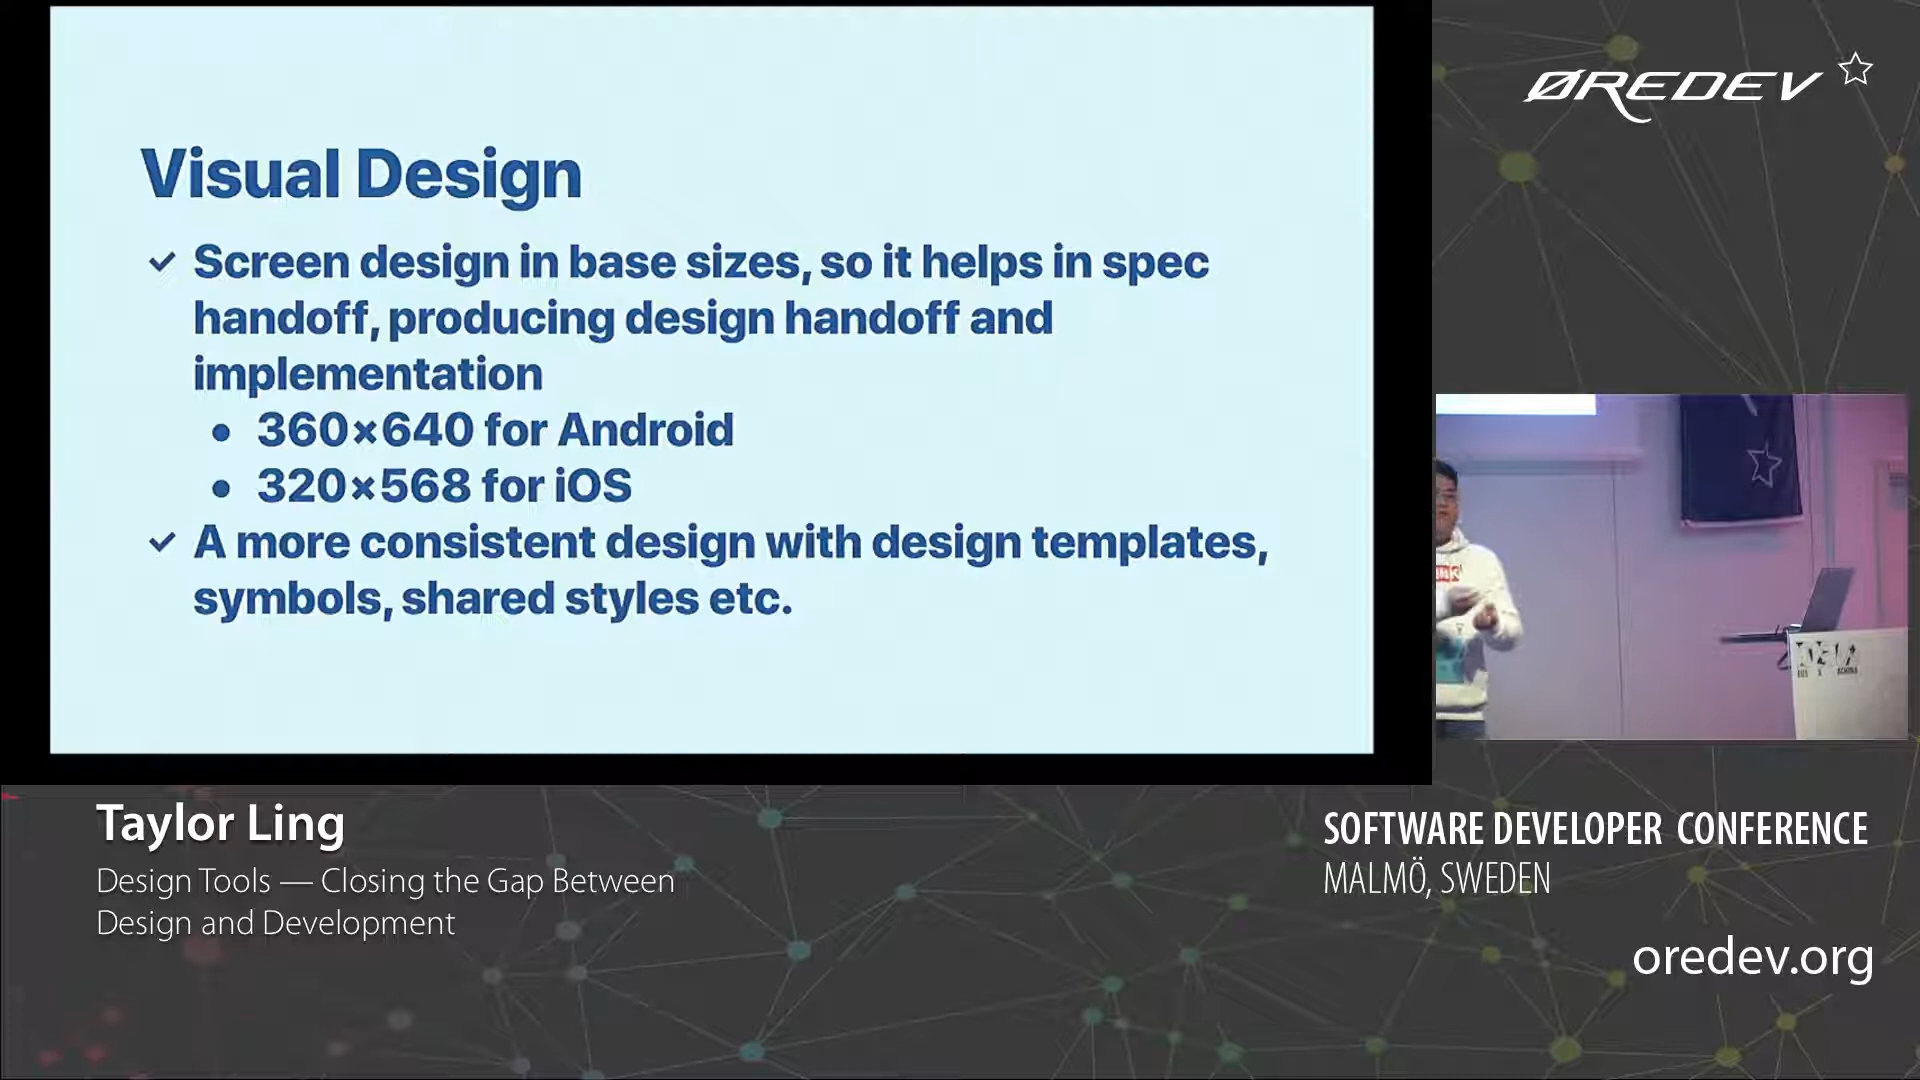 Visual Design
✓ Screen design in base sizes, so it helps in spec
handoff, producing design handoff and
implementation
• 360×640 for Android
• 320×568 for iOS
✓ A more consistent design with design templates,
symbols, shared styles etc.
ØREDEV
Taylor Ling
Design Tools — Closing the Gap Between
Design and Development
SOFTWARE DEVELOPER CONFERENCE
MALMÖ, SWEDEN
oredev.org